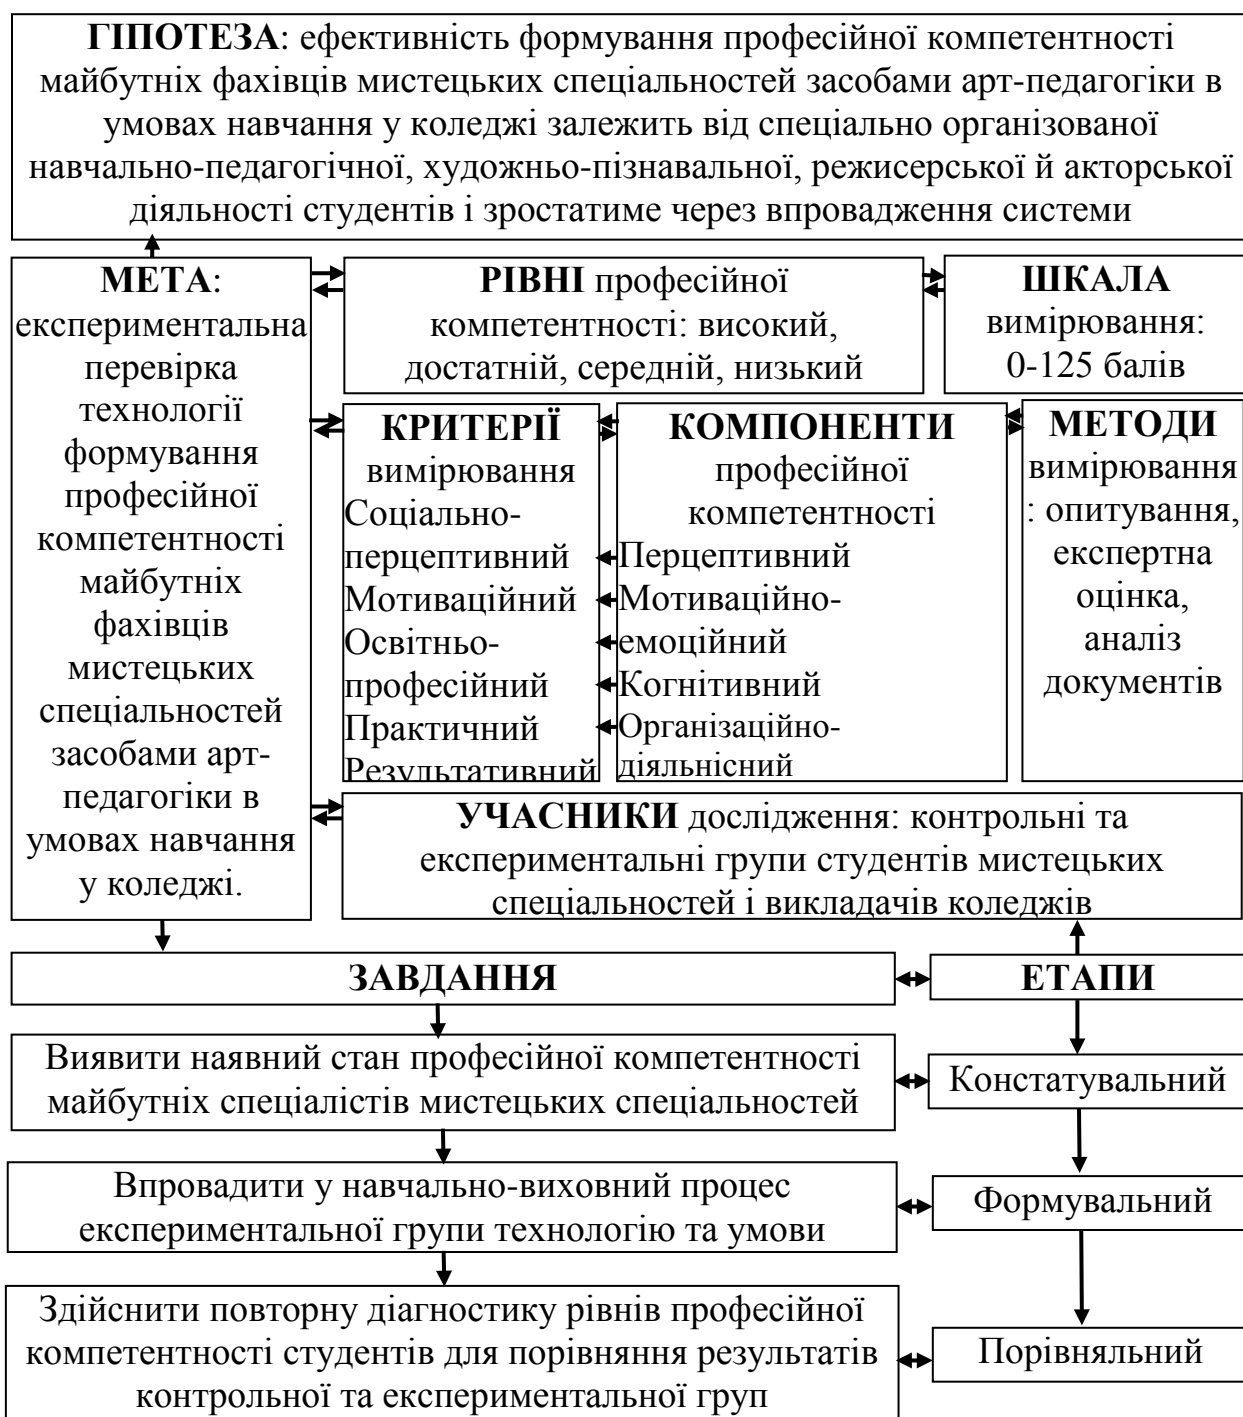 ГІПОТЕЗА: ефективність формування професійної компетентності
майбутніх фахівців мистецьких спеціальностей засобами арт-педагогіки в
умовах навчання у коледжі залежить від спеціально організованої
навчально-педагогічної, художньо-пізнавальної, режисерської й акторської
діяльності студентів і зростатиме через впровадження системи
МЕТА:
експериментальна
перевірка
технології
формування
професійної
компетентності
майбутніх
фахівців
мистецьких
спеціальностей
засобами арт-
педагогіки в
умовах навчання
у коледжі.
РІВНІ професійної
компетентності: високий,
достатній, середній, низький
ШКАЛА
вимірювання:
0-125 балів
КРИТЕРІЇ
вимірювання
Соціально-
перцептивний
Мотиваційний
Освітньо-
професійний
Практичний
Результативний
КОМПОНЕНТИ
професійної
компетентності
Перцептивний
Мотиваційно-
емоційний
Когнітивний
Організаційно-
діяльнісний
МЕТОДИ
вимірювання
: опитування,
експертна
оцінка,
аналіз
документів
УЧАСНИКИ дослідження: контрольні та
експериментальні групи студентів мистецьких
спеціальностей і викладачів коледжів
ЗАВДАННЯ
ЕТАПИ
Виявити наявний стан професійної компетентності
майбутніх спеціалістів мистецьких спеціальностей
Констатувальний
Впровадити у навчально-виховний процес
експериментальної групи технологію та умови
Формувальний
Здійснити повторну діагностику рівнів професійної
компетентності студентів для порівняння результатів
контрольної та експериментальної груп
Порівняльний